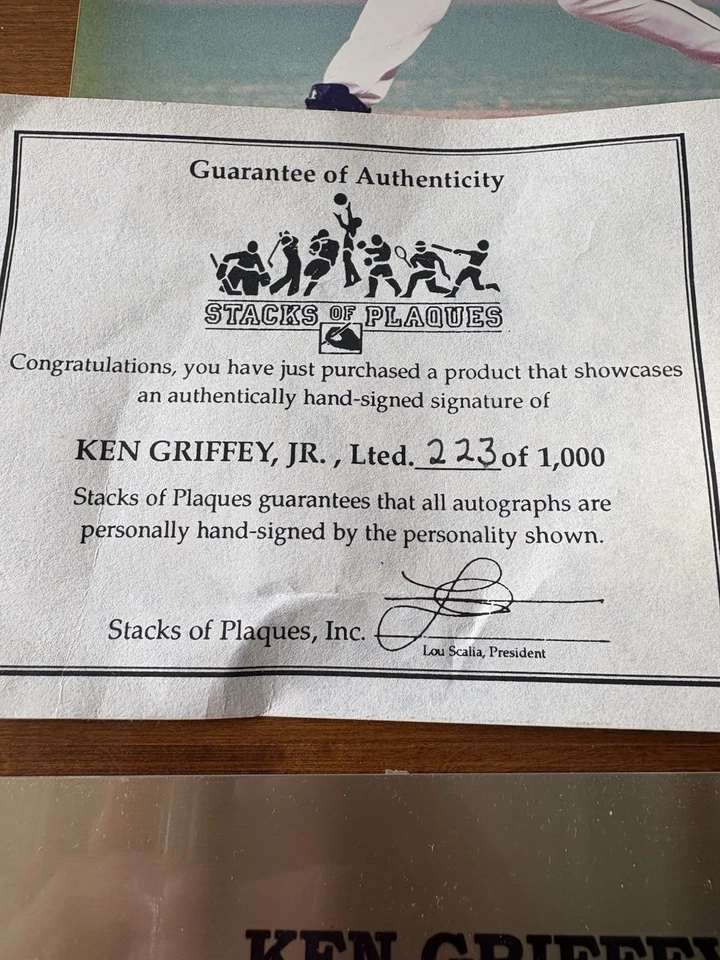 Guarantee of Authenticity
STACKS OF PLAQUES
Congratulations, you have just purchased a product that showcases
an authentically hand-signed signature of
KEN GRIFFEY, JR. , Lted. 223 of 1,000
Stacks of Plaques guarantees that all autographs are
personally hand-signed by the personality shown.
Stacks of Plaques, Inc.
Lou Scalia, President
KEN GRIFFEY